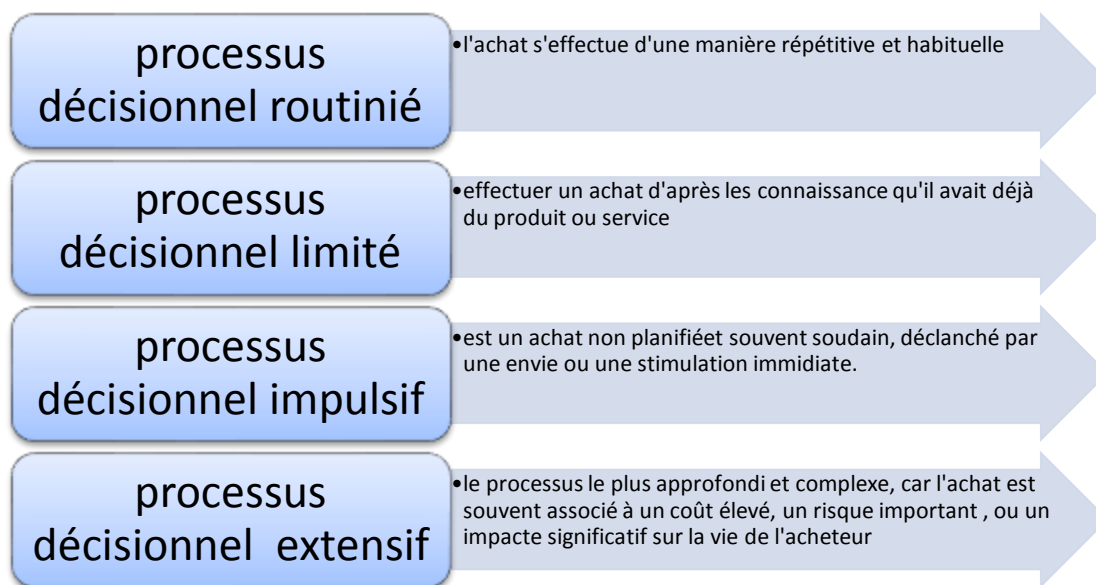 processus
décisionnel routinié
•l'achat s'effectue d'une manière répétitive et habituelle
processus
décisionnel limité
•effectuer un achat d'après les connaissance qu'il avait déjà
du produit ou service
processus
décisionnel impulsif
•est un achat non planifiéet souvent soudain, déclanché par
une envie ou une stimulation immidiate.
processus
décisionnel  extensif
•le processus le plus approfondi et complexe, car l'achat est
souvent associé à un coût élevé, un risque important , ou un
impacte significatif sur la vie de l'acheteur